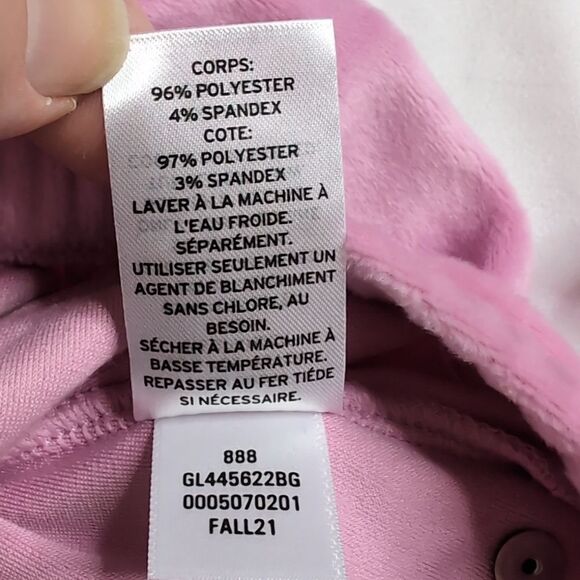 CORPS:
96% POLYESTER
4% SPANDEX
COTE:
97% POLYESTER
3% SPANDEX
LAVER À LA MACHINE À
L'EAU FROIDE.
SÉPARÉMENT.
UTILISER SEULEMENT UN
AGENT DE BLANCHIMENT
SANS CHLORE, AU
BESOIN.
SÉCHER À LA MACHINE À
BASSE TEMPÉRATURE.
REPASSER AU FER TIÉDE
SI NÉCESSAIRE.
888
GL445622BG
0005070201
FALL21